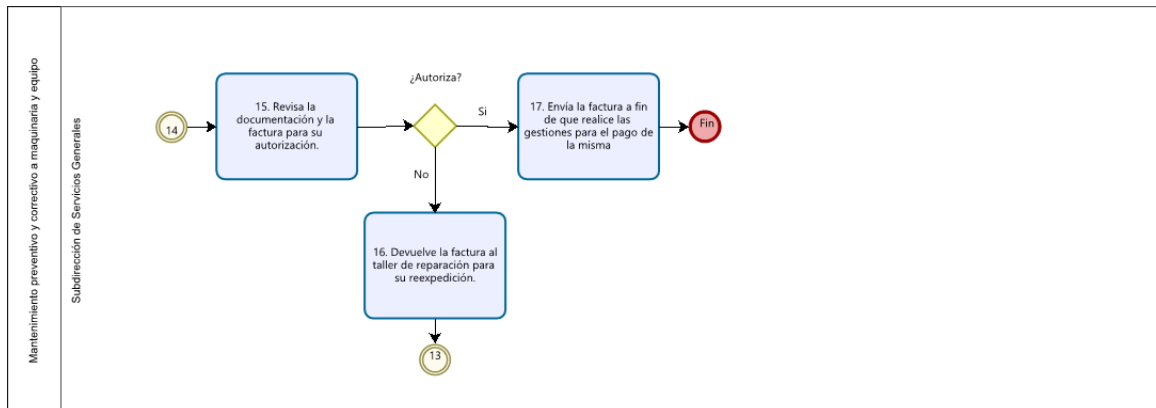 Mantenimiento preventivo y correctivo a maquinaria y equipo
Subdirección de Servicios Generales
14
15. Revisa la
documentación y la
factura para su
autorización.
¿Autoriza?
Si
17. Envía la factura a fin
de que realice las
gestiones para el pago de
la misma
Fin
No
16. Devuelve la factura al
taller de reparación para
su reexpedición.
13